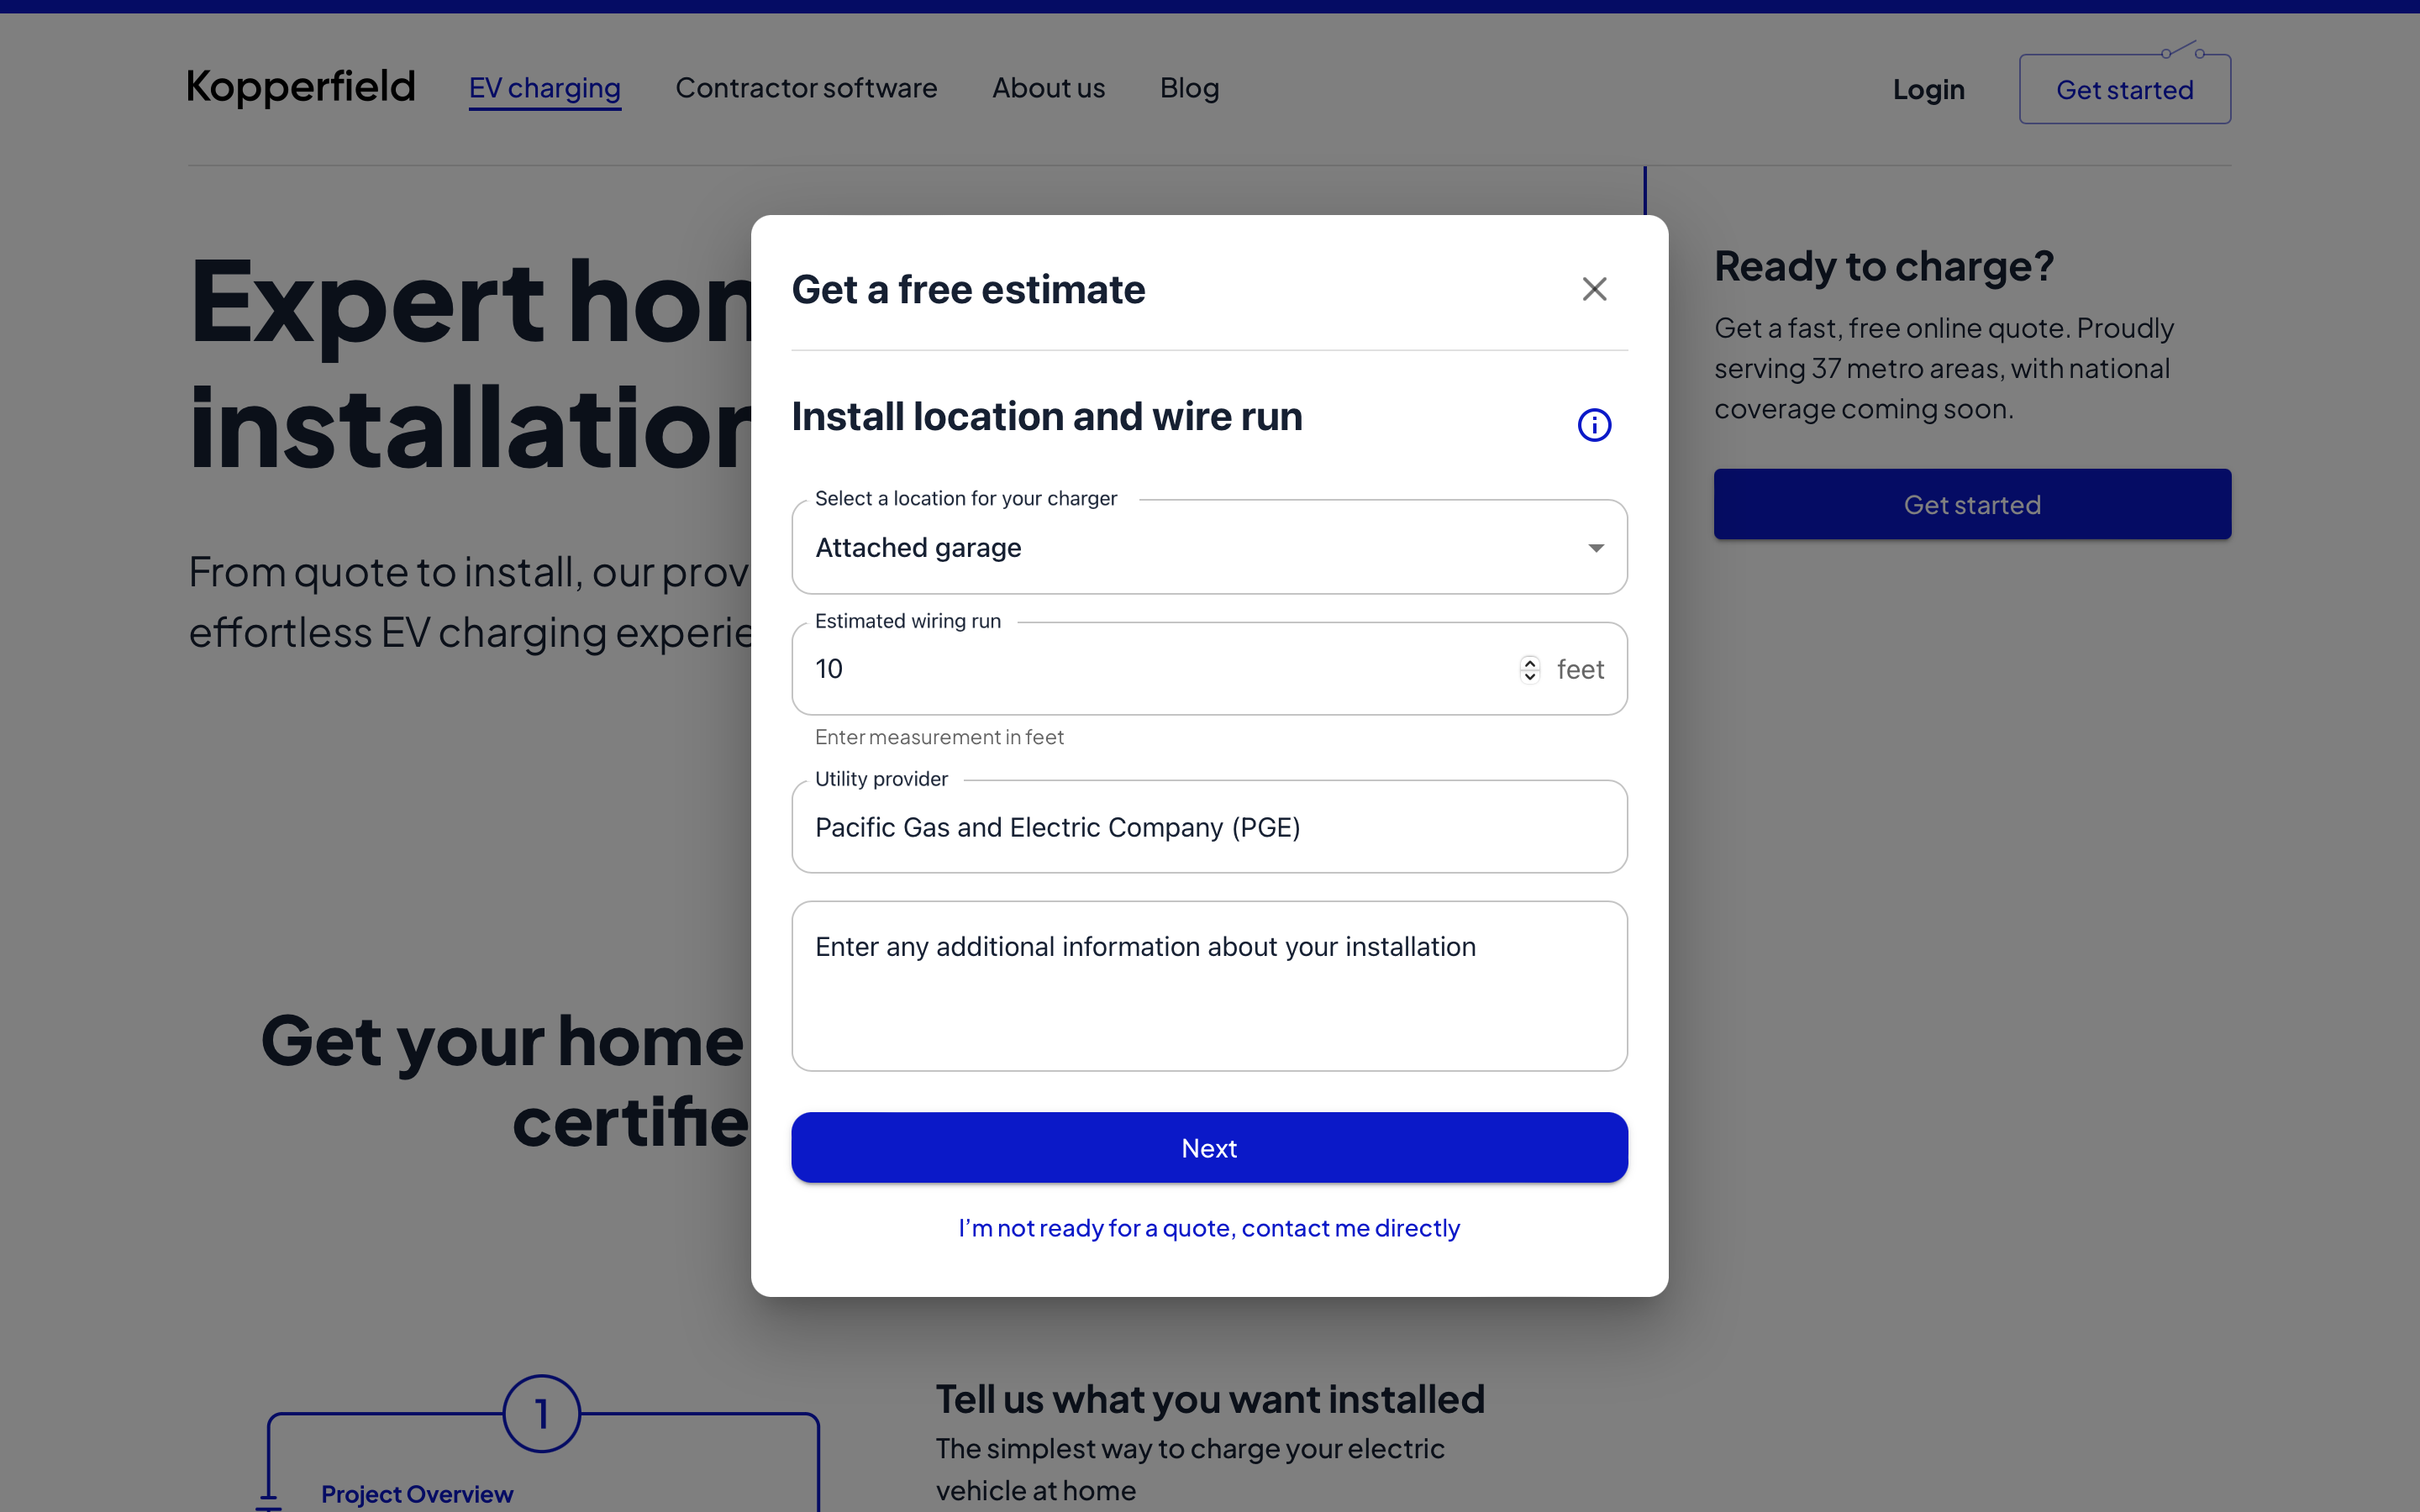 Kopperfield
EV charging
Contractor software
About us
Blog
Login
Get started
Expert hom
installation
From quote to install, our prov
effortless EV charging experie
Ready to charge?
Get a fast, free online quote. Proudly
serving 37 metro areas, with national
coverage coming soon.
Get started
Get a free estimate
Install location and wire run
Select a location for your charger
Attached garage
Estimated wiring run
10
feet
Enter measurement in feet
Utility provider
Pacific Gas and Electric Company (PGE)
Enter any additional information about your installation
Next
I'm not ready for a quote, contact me directly
Get your home
certifie
1
Project Overview
Tell us what you want installed
The simplest way to charge your electric
vehicle at home